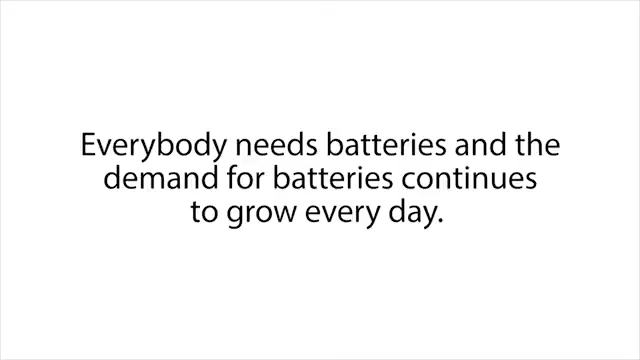 Everybody needs batteries and the
demand for batteries continues
to grow every day.